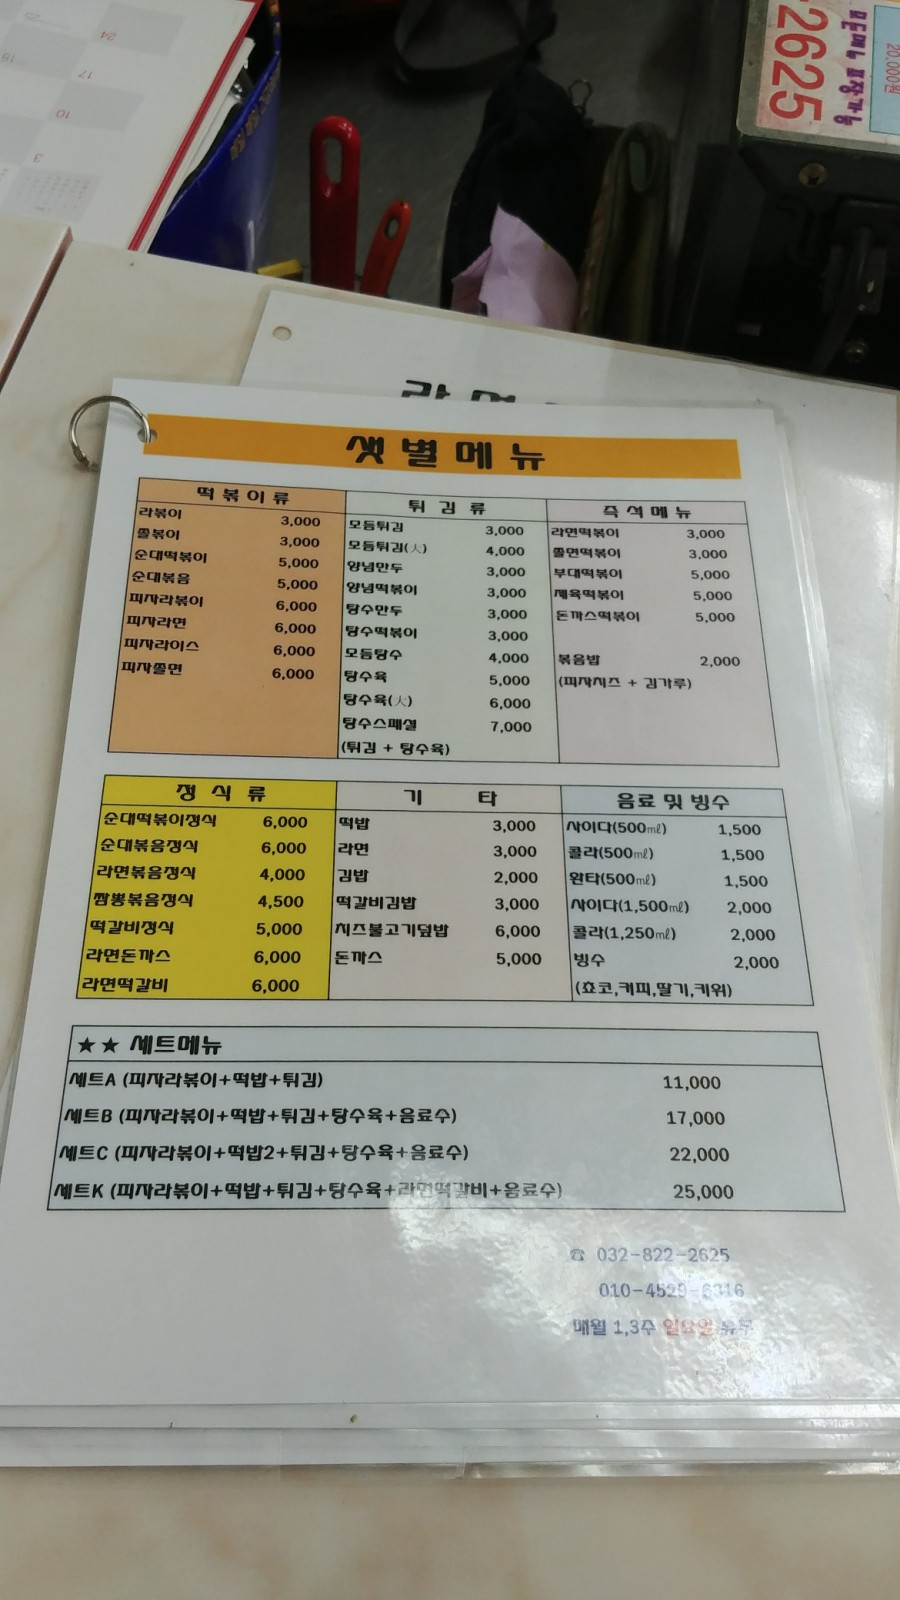 2625
20,000원
24
17
10
3
샛별메뉴
떡볶이류
라볶이 3,000
쫄볶이 3,000
순대떡볶이 5,000
순대볶음 5,000
피자라볶이 6,000
피자라면 6,000
피자라이스 6,000
피자쫄면 6,000
튀김류
모듬튀김 3,000
모듬튀김(大) 4,000
양념만두 3,000
양념떡볶이 3,000
탕수만두 3,000
탕수떡볶이 3,000
모듬탕수 4,000
탕수육 5,000
탕수육(大) 6,000
탕수스페셜 7,000
(튀김 + 탕수육)
즉석메뉴
라면떡볶이 3,000
쫄면떡볶이 3,000
부대떡볶이 5,000
제육떡볶이 5,000
돈까스떡볶이 5,000
볶음밥 2,000
(피자치즈 + 김가루)
정식류
순대떡볶이정식 6,000
순대볶음정식 6,000
라면볶음정식 4,000
짬뽕볶음정식 4,500
떡갈비정식 5,000
라면돈까스 6,000
라면떡갈비 6,000
기 타
떡밥 3,000
라면 3,000
김밥 2,000
떡갈비김밥 3,000
치즈불고기덮밥 6,000
돈까스 5,000
음료 및 빙수
사이다(500㎖) 1,500
콜라(500㎖) 1,500
환타(500㎖) 1,500
사이다(1,500㎖) 2,000
콜라(1,250㎖) 2,000
빙수 2,000
(쵸코,커피,딸기,키위)
★★ 세트메뉴
세트A (피자라볶이+떡밥+튀김) 11,000
세트B (피자라볶이+떡밥+튀김+탕수육+음료수) 17,000
세트C (피자라볶이+떡밥2+튀김+탕수육+음료수) 22,000
세트K (피자라볶이+떡밥+튀김+탕수육+라면떡갈비+음료수) 25,000
☎ 032-822-2625
010-4529-6316
매월 1,3주 일요일 휴무